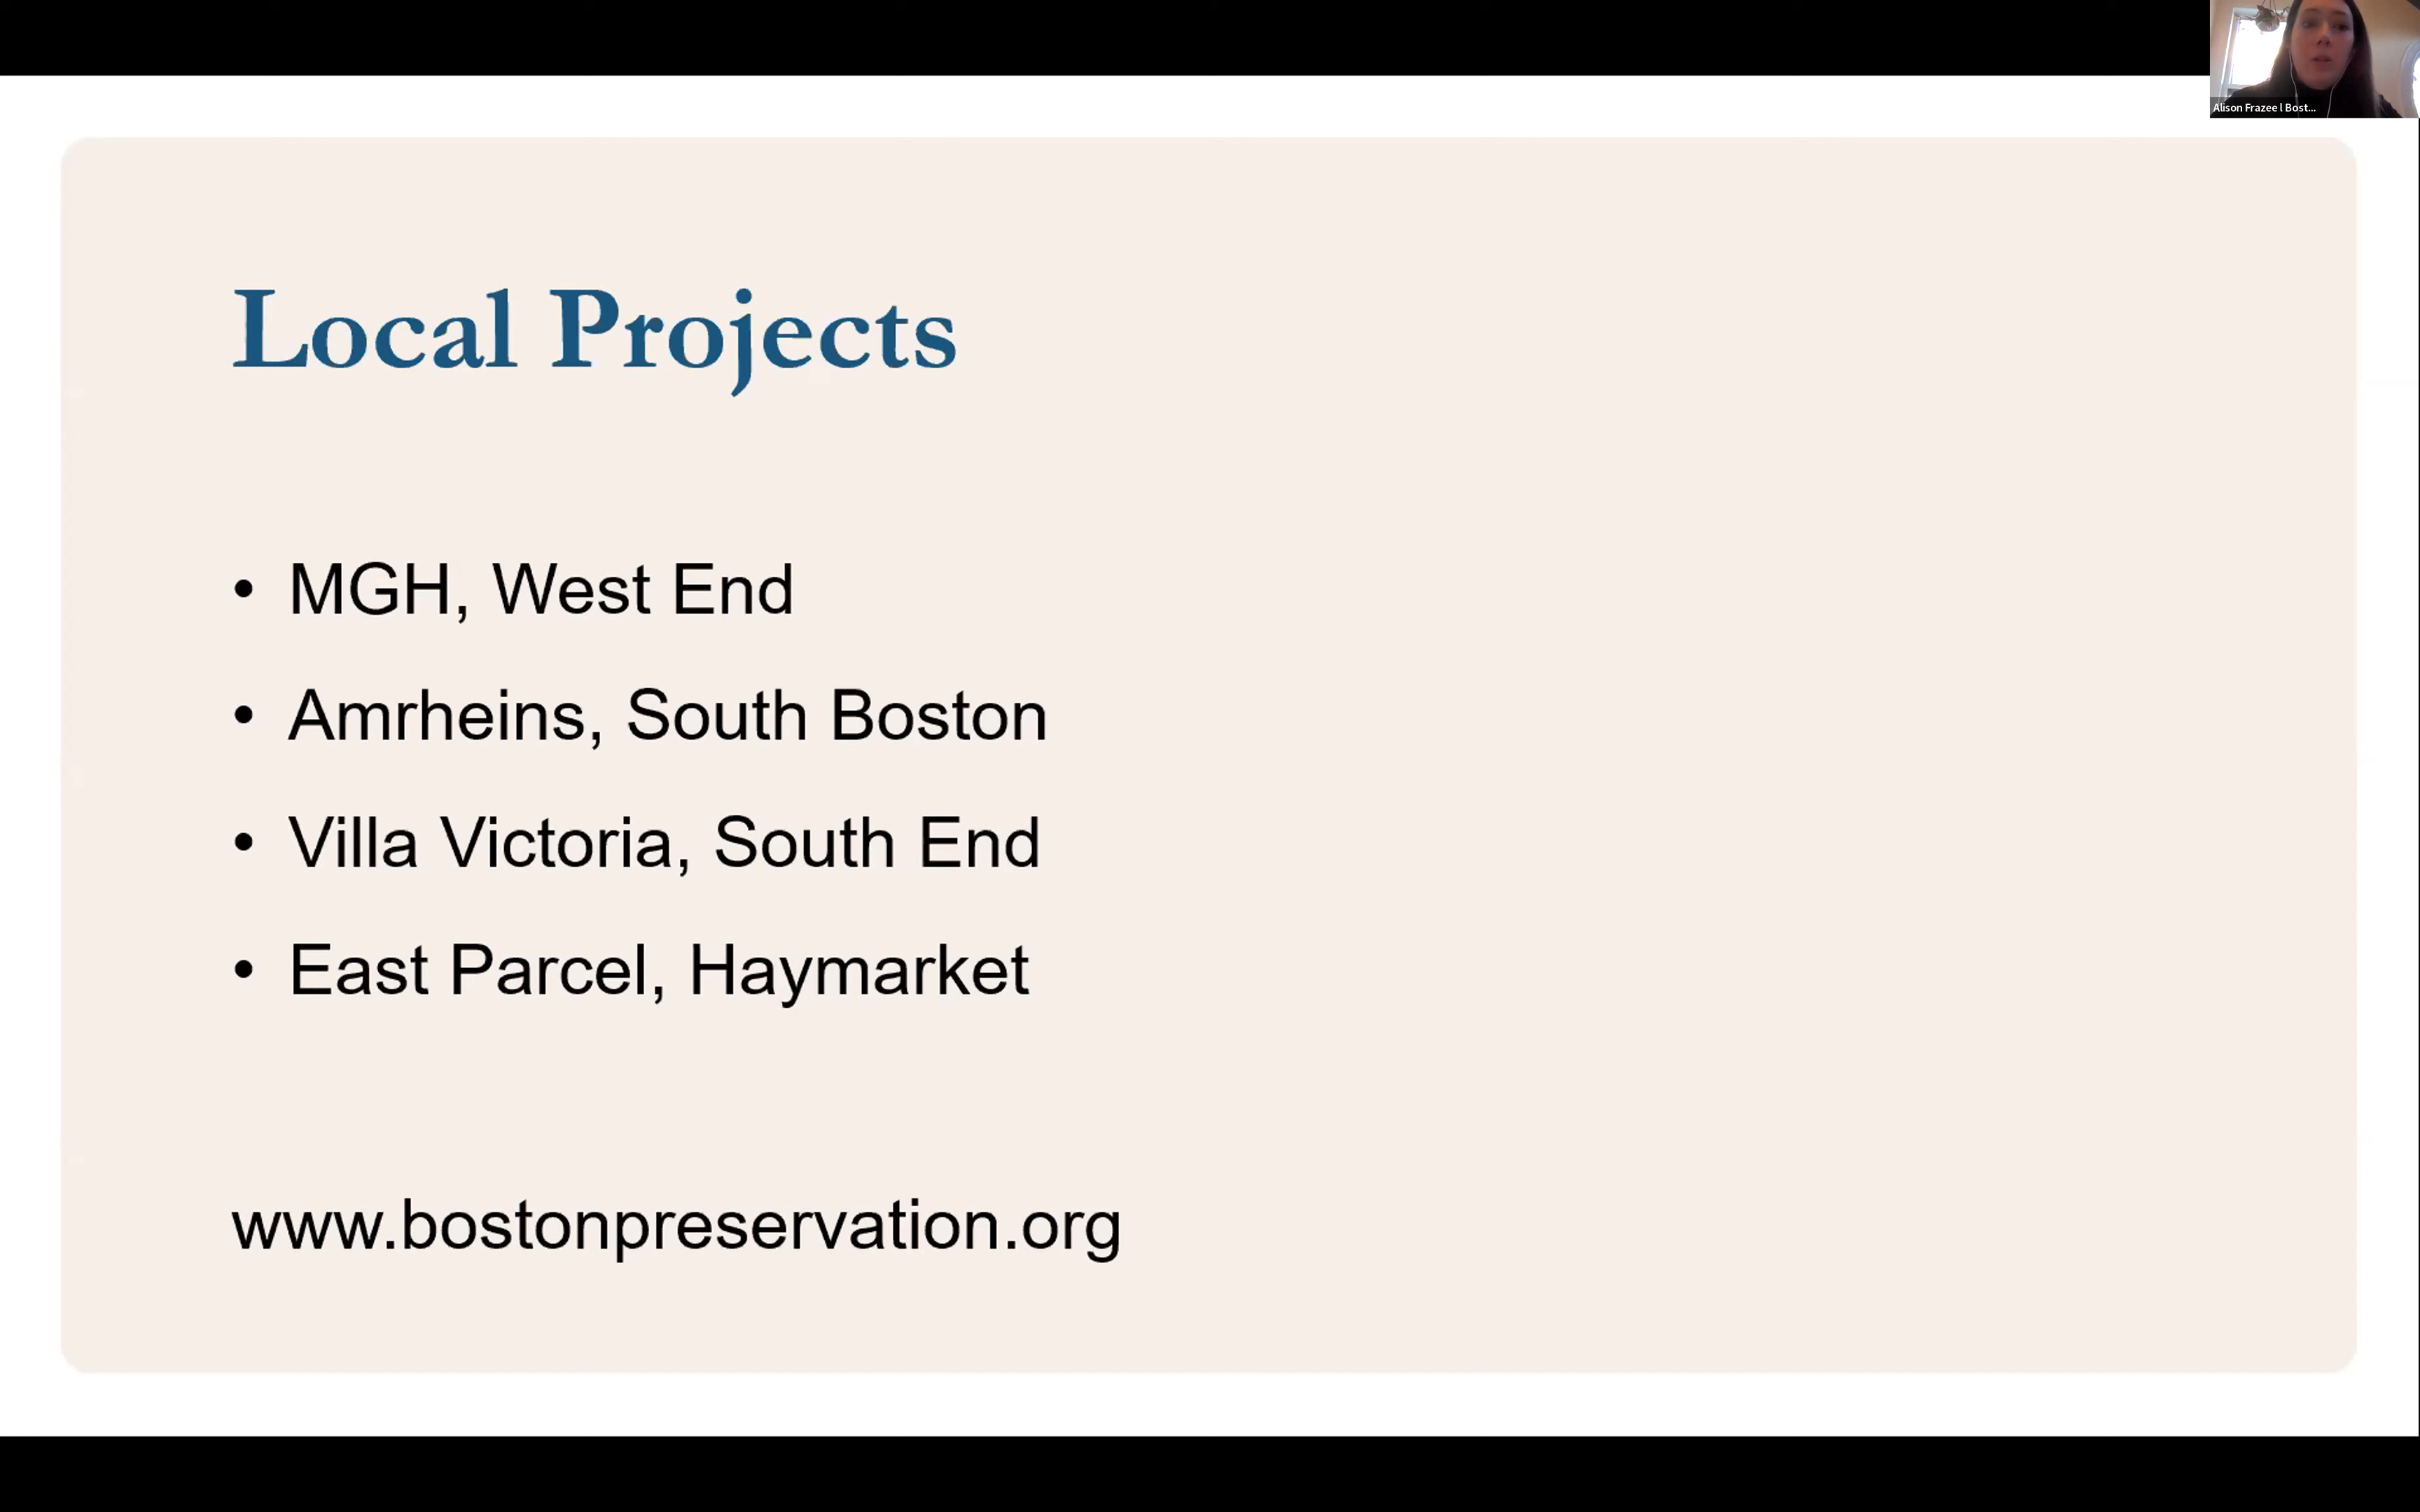 Alison Frazee l Bost...
Local Projects
• MGH, West End
• Amrheins, South Boston
• Villa Victoria, South End
• East Parcel, Haymarket
www.bostonpreservation.org